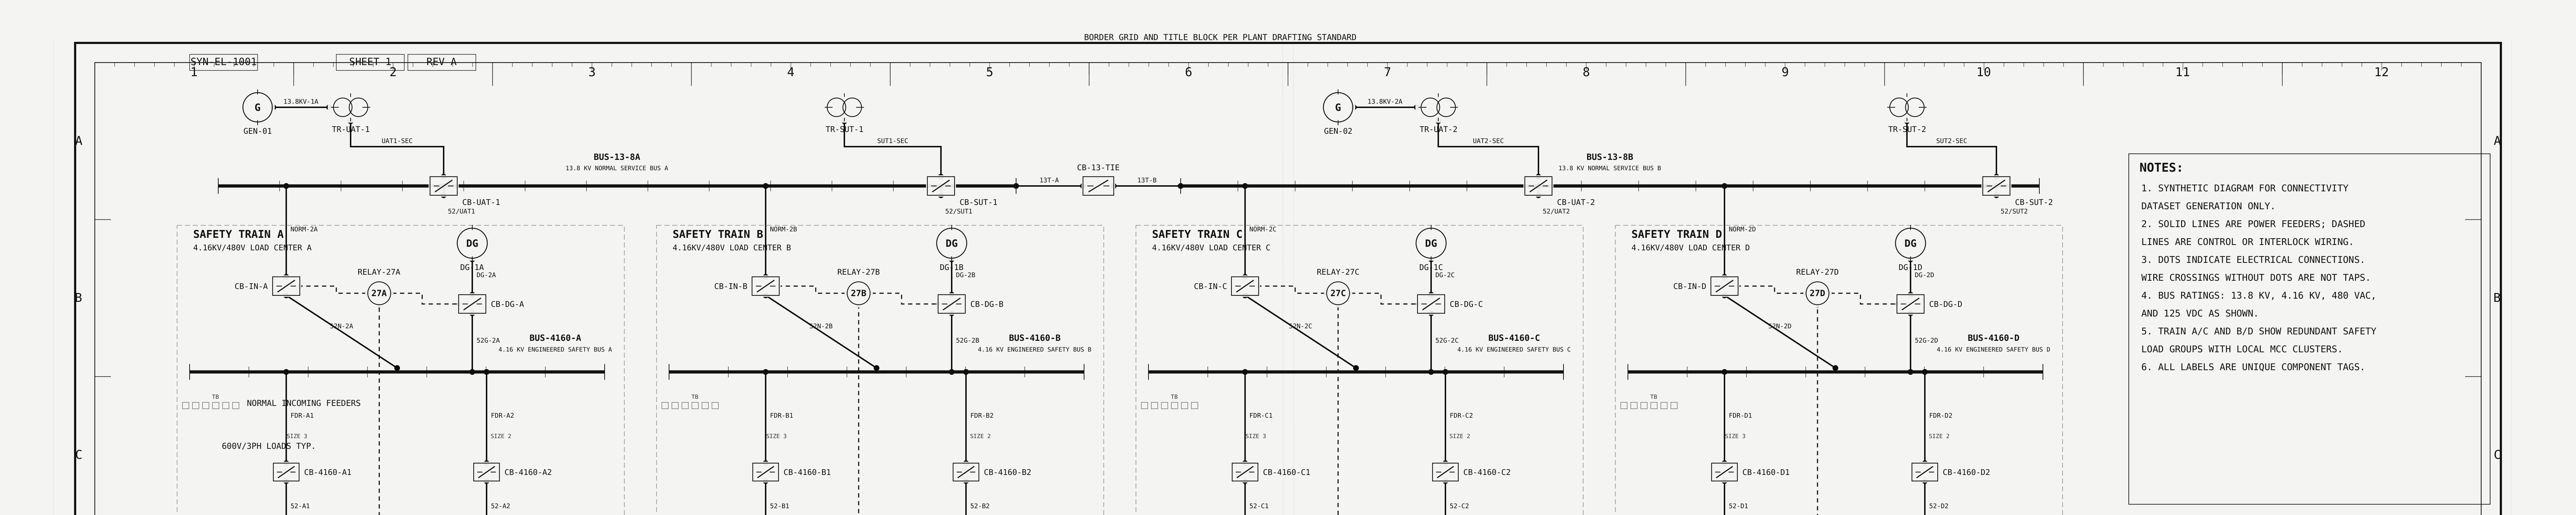 BORDER GRID AND TITLE BLOCK PER PLANT DRAFTING STANDARD
SYN-EL-1001 SHEET 1 REV A
1 2 3 4 5 6 7 8 9 10 11 12
G 13.8KV-1A
GEN-01 TR-UAT-1 TR-SUT-1
G 13.8KV-2A
GEN-02 TR-UAT-2 TR-SUT-2
A UAT1-SEC SUT1-SEC UAT2-SEC SUT2-SEC A
BUS-13-8A
13.8 KV NORMAL SERVICE BUS A
CB-13-TIE
13T-A 13T-B
BUS-13-8B
13.8 KV NORMAL SERVICE BUS B
CB-UAT-1
52/UAT1
CB-SUT-1
52/SUT1
CB-UAT-2
52/UAT2
CB-SUT-2
52/SUT2
SAFETY TRAIN A
4.16KV/480V LOAD CENTER A
NORM-2A
DG
DG-1A
DG-2A
RELAY-27A
CB-IN-A
27A
CB-DG-A
52N-2A
52G-2A
BUS-4160-A
4.16 KV ENGINEERED SAFETY BUS A
TB
NORMAL INCOMING FEEDERS
FDR-A1 FDR-A2
SIZE 3 SIZE 2
600V/3PH LOADS TYP.
CB-4160-A1 CB-4160-A2
52-A1 52-A2
SAFETY TRAIN B
4.16KV/480V LOAD CENTER B
NORM-2B
DG
DG-1B
DG-2B
RELAY-27B
CB-IN-B
27B
CB-DG-B
52N-2B
52G-2B
BUS-4160-B
4.16 KV ENGINEERED SAFETY BUS B
TB
FDR-B1 FDR-B2
SIZE 3 SIZE 2
CB-4160-B1 CB-4160-B2
52-B1 52-B2
SAFETY TRAIN C
4.16KV/480V LOAD CENTER C
NORM-2C
DG
DG-1C
DG-2C
RELAY-27C
CB-IN-C
27C
CB-DG-C
52N-2C
52G-2C
BUS-4160-C
4.16 KV ENGINEERED SAFETY BUS C
TB
FDR-C1 FDR-C2
SIZE 3 SIZE 2
CB-4160-C1 CB-4160-C2
52-C1 52-C2
SAFETY TRAIN D
4.16KV/480V LOAD CENTER D
NORM-2D
DG
DG-1D
DG-2D
RELAY-27D
CB-IN-D
27D
CB-DG-D
52N-2D
52G-2D
BUS-4160-D
4.16 KV ENGINEERED SAFETY BUS D
TB
FDR-D1 FDR-D2
SIZE 3 SIZE 2
CB-4160-D1 CB-4160-D2
52-D1 52-D2
B B
C C
NOTES:
1. SYNTHETIC DIAGRAM FOR CONNECTIVITY
DATASET GENERATION ONLY.
2. SOLID LINES ARE POWER FEEDERS; DASHED
LINES ARE CONTROL OR INTERLOCK WIRING.
3. DOTS INDICATE ELECTRICAL CONNECTIONS.
WIRE CROSSINGS WITHOUT DOTS ARE NOT TAPS.
4. BUS RATINGS: 13.8 KV, 4.16 KV, 480 VAC,
AND 125 VDC AS SHOWN.
5. TRAIN A/C AND B/D SHOW REDUNDANT SAFETY
LOAD GROUPS WITH LOCAL MCC CLUSTERS.
6. ALL LABELS ARE UNIQUE COMPONENT TAGS.